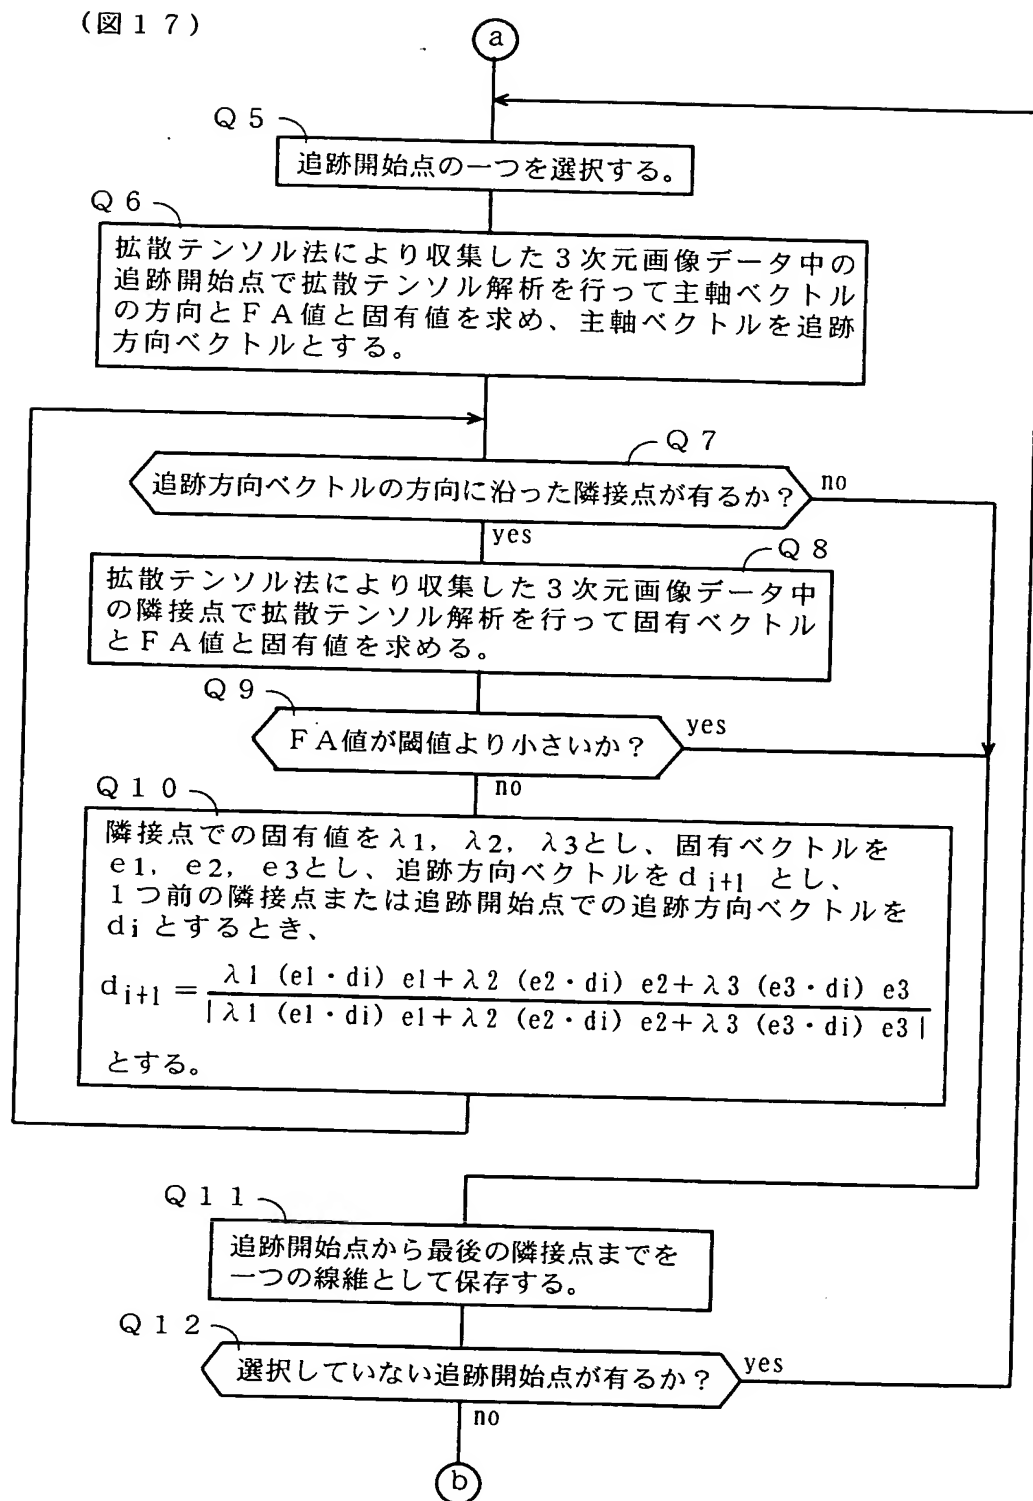 (図17)
a
Q5
追跡開始点の一つを選択する。
Q6
拡散テンソル法により収集した3次元画像データ中の
追跡開始点で拡散テンソル解析を行って主軸ベクトル
の方向とFA値と固有値を求め、主軸ベクトルを追跡
方向ベクトルとする。
Q7
追跡方向ベクトルの方向に沿った隣接点が有るか?
no
yes
Q8
拡散テンソル法により収集した3次元画像データ中
の隣接点で拡散テンソル解析を行って固有ベクトル
とFA値と固有値を求める。
Q9
FA値が閾値より小さいか?
yes
no
Q10
隣接点での固有値をλ1, λ2, λ3とし、固有ベクトルを
e1, e2, e3とし、追跡方向ベクトルをd i+1 とし、
1つ前の隣接点または追跡開始点での追跡方向ベクトルを
diとするとき、
d i+1 = λ1 (e1・di) e1+λ2 (e2・di) e2+λ3 (e3・di) e3
|λ1 (e1・di) e1+λ2 (e2・di) e2+λ3 (e3・di) e3|
とする。
Q11
追跡開始点から最後の隣接点までを
一つの線維として保存する。
Q12
選択していない追跡開始点が有るか?
yes
no
b